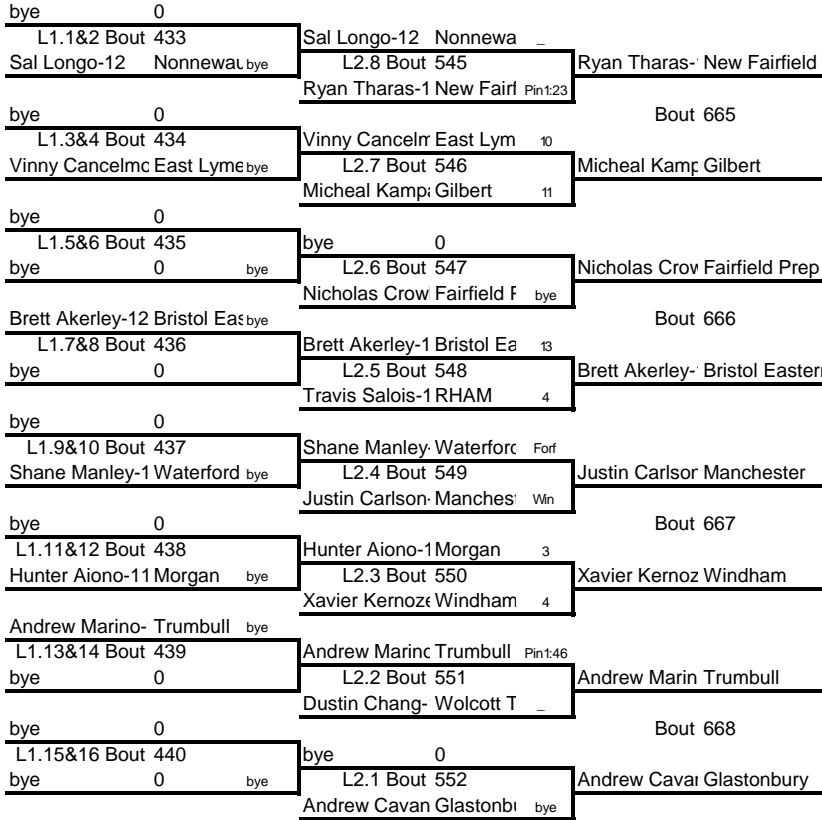 bye 0
L1.1&2 Bout 433 Sal Longo-12 Nonnewa _
Sal Longo-12 Nonnewau bye L2.8 Bout 545 Ryan Tharas- New Fairfield
Ryan Tharas-1 New Fairf Pin1:23
bye 0 Bout 665
L1.3&4 Bout 434 Vinny Cancelm East Lym 10
Vinny Cancelmo East Lyme bye L2.7 Bout 546 Micheal Kamp Gilbert
Micheal Kampa Gilbert 11
bye 0
L1.5&6 Bout 435 bye 0
bye 0 bye L2.6 Bout 547 Nicholas Crow Fairfield Prep
Nicholas Crow Fairfield P bye
Brett Akerley-12 Bristol Eas bye Bout 666
L1.7&8 Bout 436 Brett Akerley-1 Bristol Ea 13
bye 0 L2.5 Bout 548 Brett Akerley- Bristol Eastern
Travis Salois-1 RHAM 4
bye 0
L1.9&10 Bout 437 Shane Manley- Waterford Forf
Shane Manley-1 Waterford bye L2.4 Bout 549 Justin Carlson Manchester
Justin Carlson- Manchest Win
bye 0 Bout 667
L1.11&12 Bout 438 Hunter Aiono-1 Morgan 3
Hunter Aiono-11 Morgan bye L2.3 Bout 550 Xavier Kernoz Windham
Xavier Kernoze Windham 4
Andrew Marino- Trumbull bye
L1.13&14 Bout 439 Andrew Marino Trumbull Pin1:46
bye 0 L2.2 Bout 551 Andrew Marin Trumbull
Dustin Chang- Wolcott T _
bye 0 Bout 668
L1.15&16 Bout 440 bye 0
bye 0 bye L2.1 Bout 552 Andrew Cavan Glastonbury
Andrew Cavan Glastonbu bye